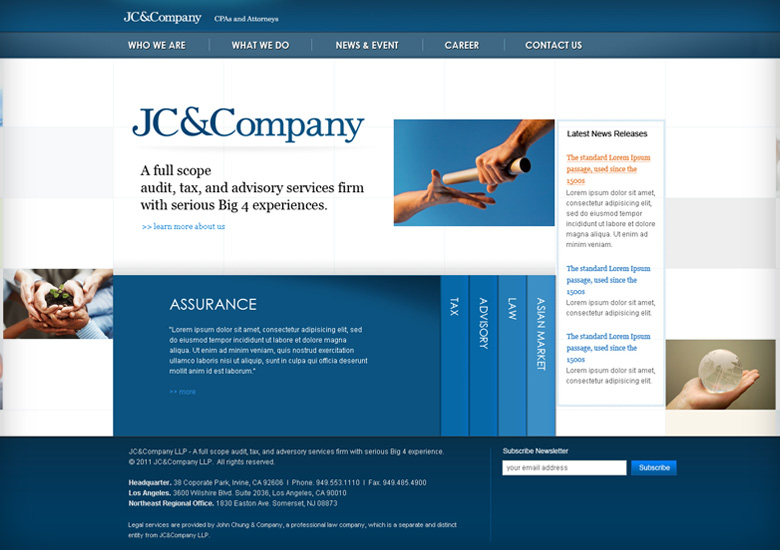 JC&Company CPAs and Attorneys
WHO WE ARE WHAT WE DO NEWS & EVENT CAREER CONTACT US
JC&Company
A full scope
audit, tax, and advisory services firm
with serious Big 4 experiences.
>> learn more about us
Latest News Releases
The standard Lorem Ipsum
passage, used since the
1500s
Lorem ipsum dolor sit amet,
consectetur adipisicing elit,
sed do eiusmod tempor
incididunt ut labore et dolore
magna aliqua. Ut enim ad
minim veniam.
The standard Lorem Ipsum
passage, used since the
1500s
Lorem ipsum dolor sit amet,
consectetur adipisicing elit.
The standard Lorem Ipsum
passage, used since the
1500s
Lorem ipsum dolor sit amet,
consectetur adipisicing elit.
ASSURANCE
"Lorem ipsum dolor sit amet, consectetur adipisicing elit, sed
do eiusmod tempor incididunt ut labore et dolore magna
aliqua. Ut enim ad minim veniam, quis nostrud exercitation
ullamco laboris nisi ut aliquip, sunt in culpa qui officia deserunt
mollit anim id est laborum."
>> more
TAX
ADVISORY
LAW
ASIAN MARKET
JC&Company LLP - A full scope audit, tax, and adversory services firm with serious Big 4 experience.
© 2011 JC&Company LLP. All rights reserved.
Headquarter. 38 Coporate Park, Irvine, CA 92606 I Phone. 949.553.1110 I Fax. 949.485.4900
Los Angeles. 3600 Wilshire Blvd. Suite 2036, Los Angeles, CA 90010
Northeast Regional Office. 1830 Easton Ave. Somerset, NJ 08873
Legal services are provided by John Chung & Company, a professional law company, which is a separate and distinct
entity from JC&Company LLP.
Subscribe Newsletter
your email address Subscribe